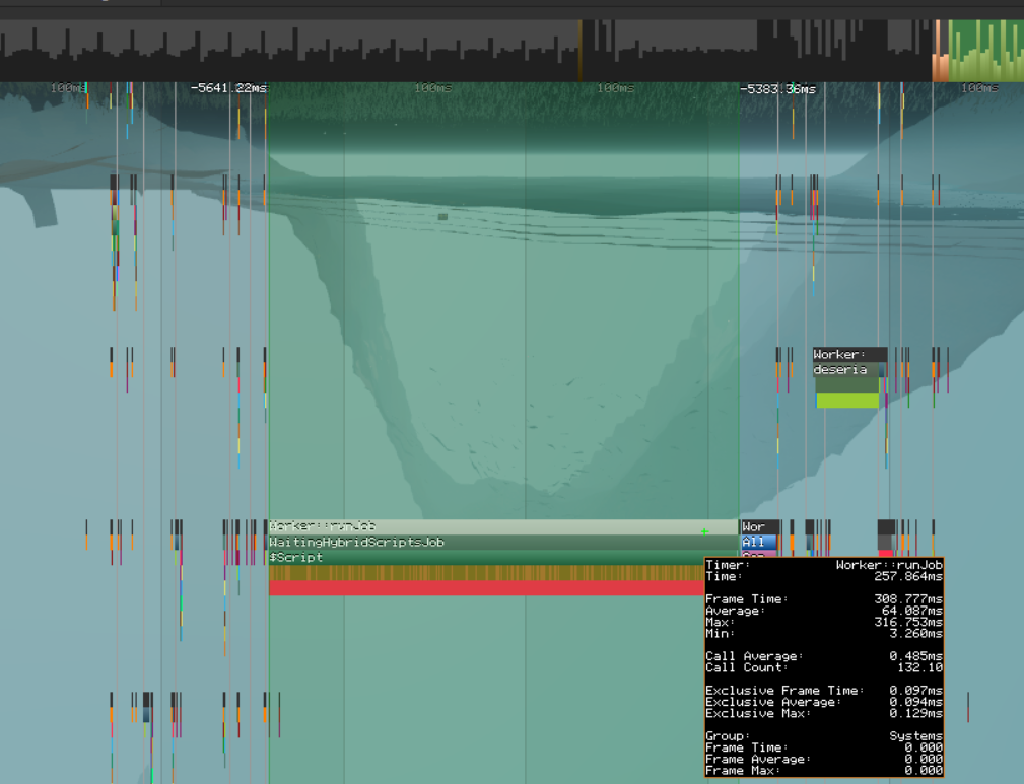 100ms -5641.22ms 100ms 100ms -5383.36ms 100ms
Worker:
deseria
Worker::runJob Wor
WaitingHybridScriptsJob All
$Script
Timer: Worker::runJob
Time: 257.864ms
Frame Time: 308.777ms
Average: 64.087ms
Max: 316.753ms
Min: 3.260ms
Call Average: 0.485ms
Call Count: 132.10
Exclusive Frame Time: 0.097ms
Exclusive Average: 0.094ms
Exclusive Max: 0.129ms
Group: Systems
Frame Time: 0.000
Frame Average: 0.000
Frame Max: 0.000